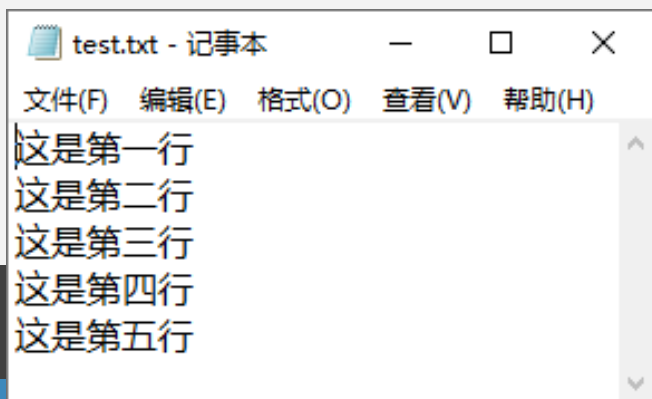 test.txt - 记事本
文件(F) 编辑(E) 格式(O) 查看(V) 帮助(H)
这是第一行
这是第二行
这是第三行
这是第四行
这是第五行